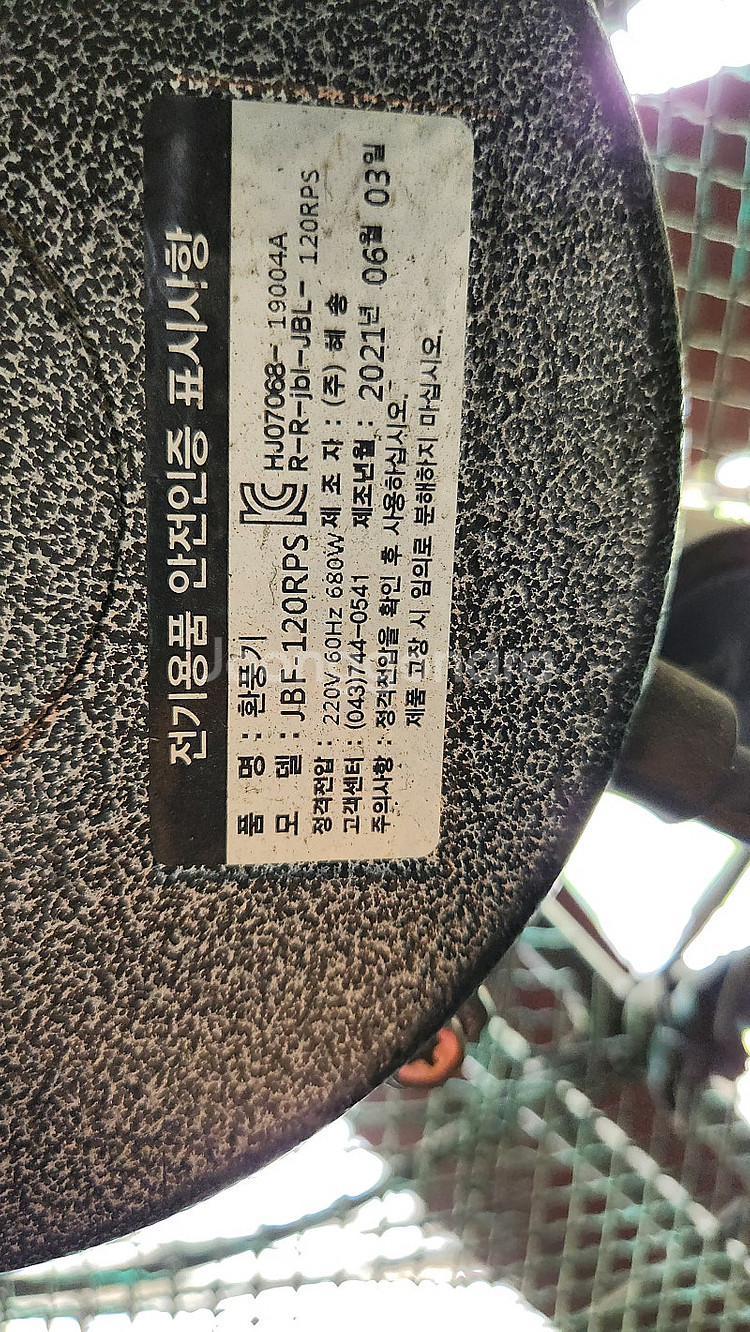 전기용품 안전인증 표시사항
품 명 : 환풍기
모 델 : JBF-120RPS
HJ07068-19004A
R-R-jbl-JBL-120RPS
정격전압 : 220V 60Hz 680W 제 조 자 : (주) 혜 송
고객센터 : (043)744-0541 제조년월 : 2021년 06월 03일
주의사항 : 정격전압을 확인 후 사용하십시오.
제품 고장 시 임의로 분해하지 마십시오.